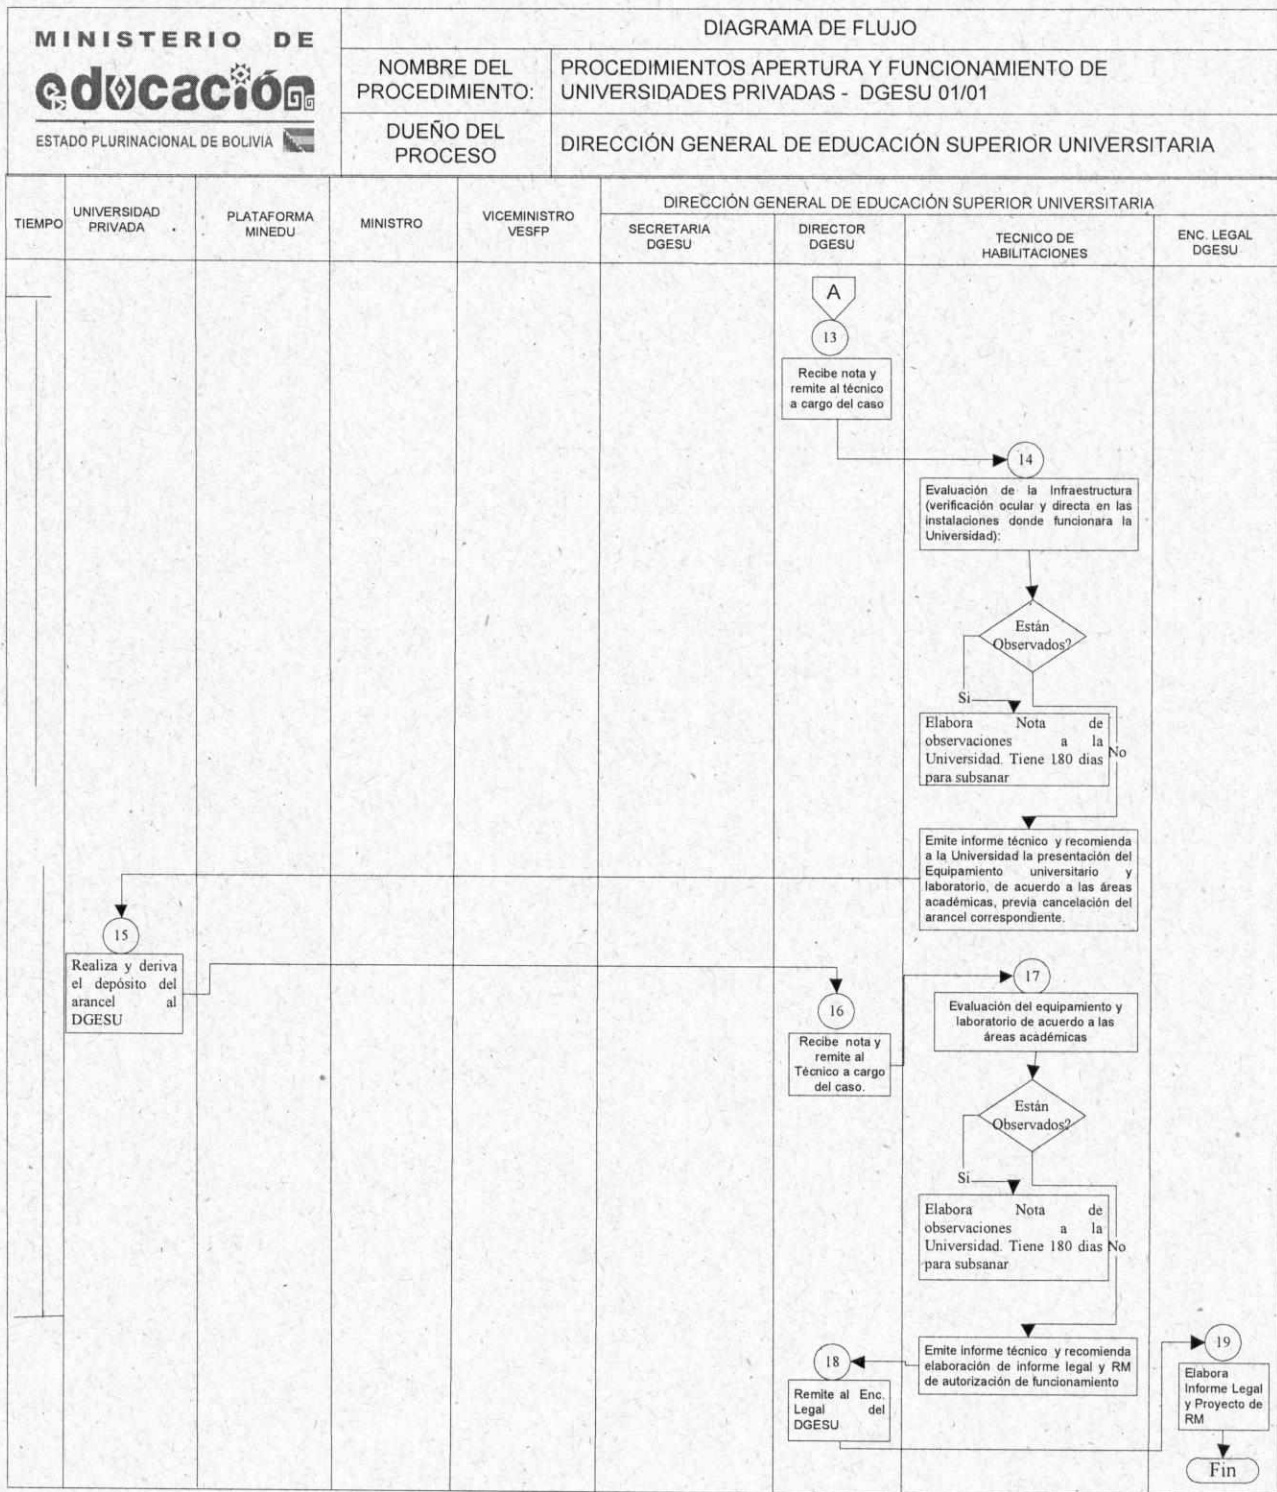 MINISTERIO DE
educación
ESTADO PLURINACIONAL DE BOLIVIA
DIAGRAMA DE FLUJO
NOMBRE DEL
PROCEDIMIENTO:
PROCEDIMIENTOS APERTURA Y FUNCIONAMIENTO DE
UNIVERSIDADES PRIVADAS - DGESU 01/01
DUEÑO DEL
PROCESO
DIRECCIÓN GENERAL DE EDUCACIÓN SUPERIOR UNIVERSITARIA
TIEMPO
UNIVERSIDAD
PRIVADA
PLATAFORMA
MINEDU
MINISTRO
VICEMINISTRO
VESFP
DIRECCIÓN GENERAL DE EDUCACIÓN SUPERIOR UNIVERSITARIA
SECRETARIA
DGESU
DIRECTOR
DGESU
TECNICO DE
HABILITACIONES
ENC. LEGAL
DGESU
A
13
Recibe nota y
remite al técnico
a cargo del caso
14
Evaluación de la Infraestructura
(verificación ocular y directa en las
instalaciones donde funcionara la
Universidad):
Están
Observados?
Si
Elabora Nota de
observaciones a la
Universidad. Tiene 180 dias
para subsanar
No
Emite informe técnico y recomienda
a la Universidad la presentación del
Equipamiento universitario y
laboratorio, de acuerdo a las áreas
académicas, previa cancelación del
arancel correspondiente.
15
Realiza y deriva
el depósito del
arancel al
DGESU
16
Recibe nota y
remite al
Técnico a cargo
del caso.
17
Evaluación del equipamiento y
laboratorio de acuerdo a las
áreas académicas
Están
Observados?
Si
Elabora Nota de
observaciones a la
Universidad. Tiene 180 dias
para subsanar
No
Emite informe técnico y recomienda
elaboración de informe legal y RM
de autorización de funcionamiento
18
Remite al Enc.
Legal del
DGESU
19
Elabora
Informe Legal
y Proyecto de
RM
Fin